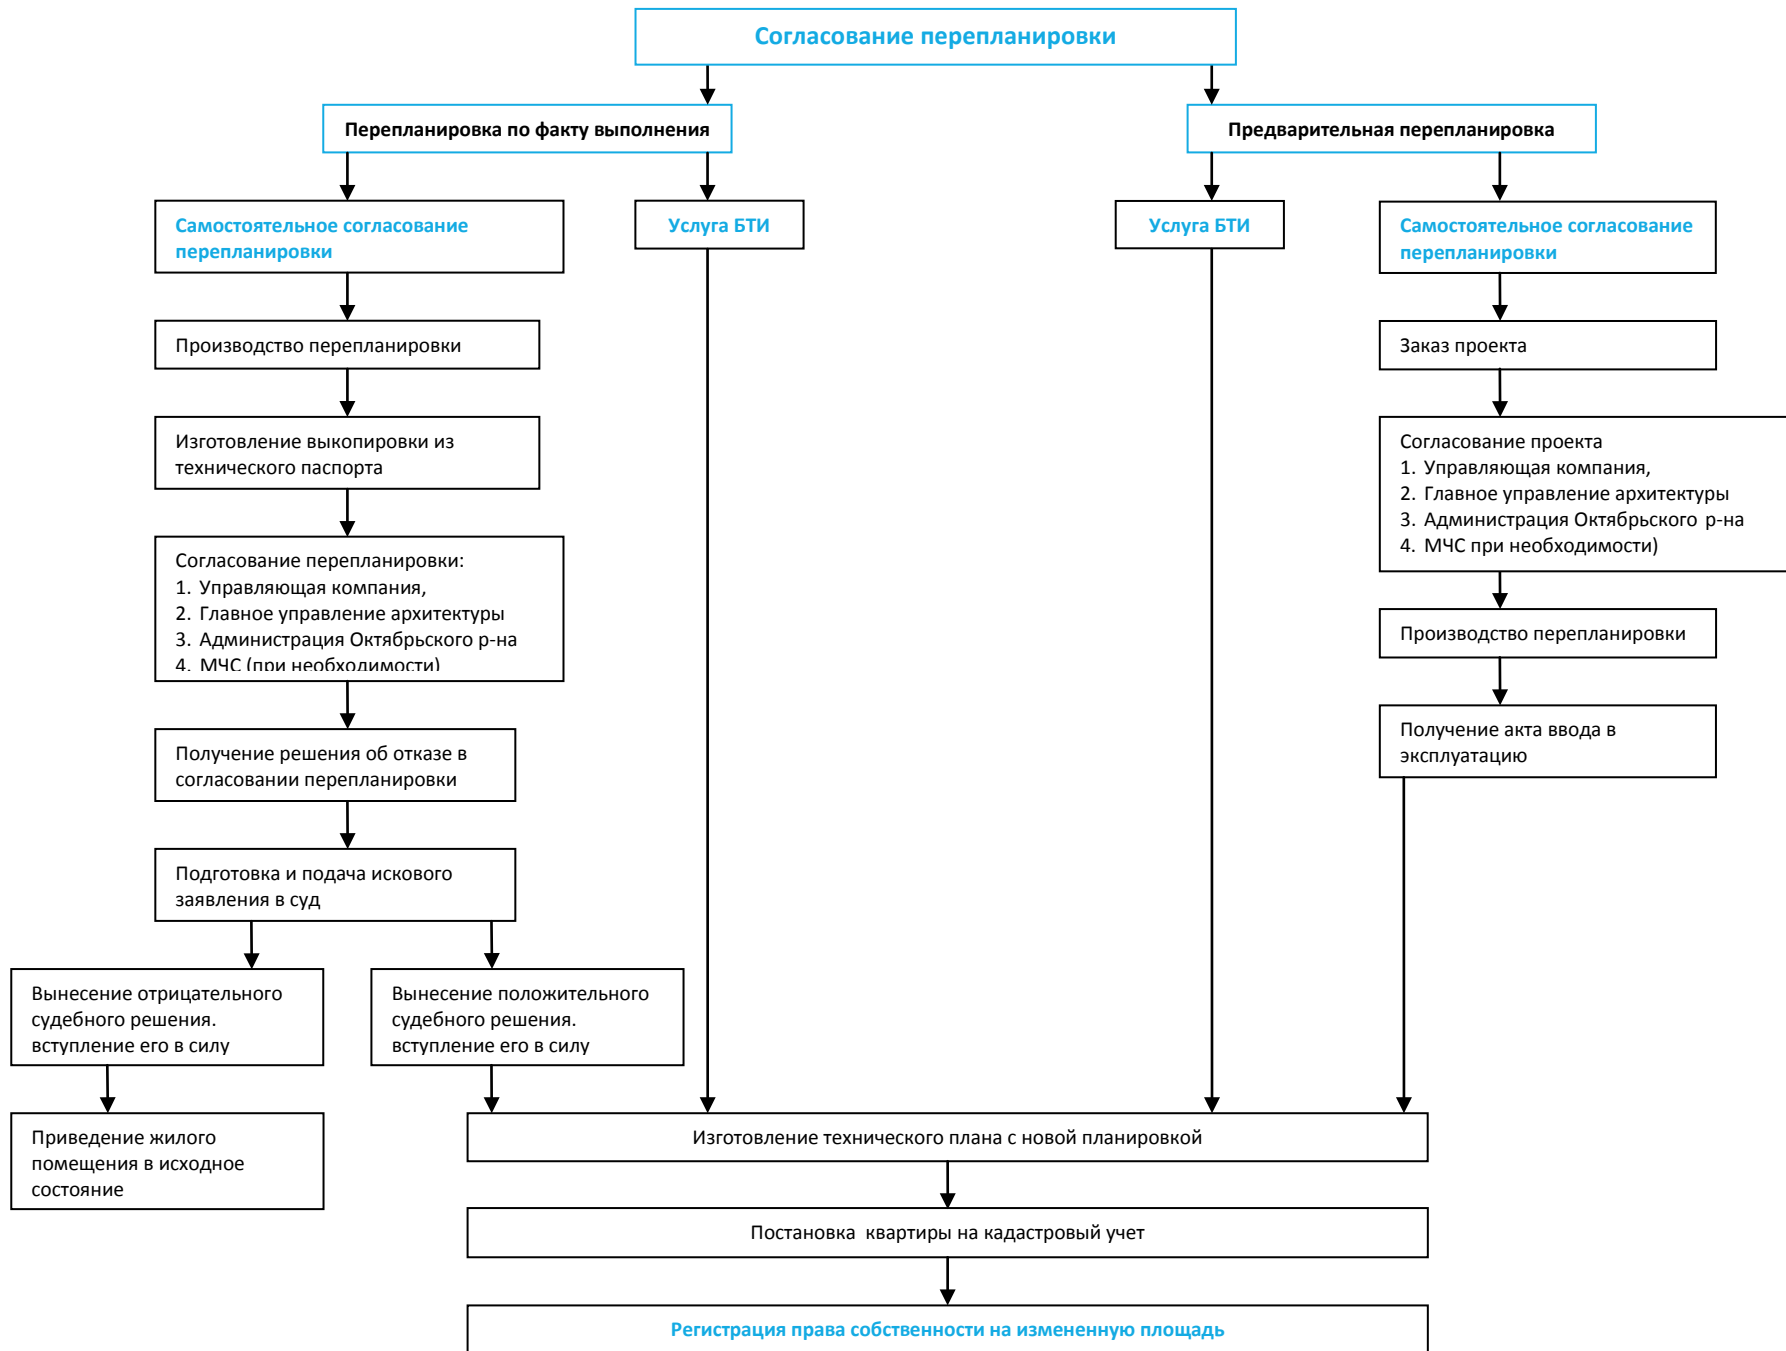 Согласование перепланировки
Перепланировка по факту выполнения
Предварительная перепланировка
Самостоятельное согласование
перепланировки
Услуга БТИ
Услуга БТИ
Самостоятельное согласование
перепланировки
Производство перепланировки
Заказ проекта
Изготовление выкопировки из
технического паспорта
Согласование проекта
1. Управляющая компания,
2. Главное управление архитектуры
3. Администрация Октябрьского р-на
4. МЧС при необходимости)
Согласование перепланировки:
1. Управляющая компания,
2. Главное управление архитектуры
3. Администрация Октябрьского р-на
4. МЧС (при необходимости)
Производство перепланировки
Получение решения об отказе в
согласовании перепланировки
Получение акта ввода в
эксплуатацию
Подготовка и подача искового
заявления в суд
Вынесение отрицательного
судебного решения.
вступление его в силу
Вынесение положительного
судебного решения.
вступление его в силу
Приведение жилого
помещения в исходное
состояние
Изготовление технического плана с новой планировкой
Постановка квартиры на кадастровый учет
Регистрация права собственности на измененную площадь